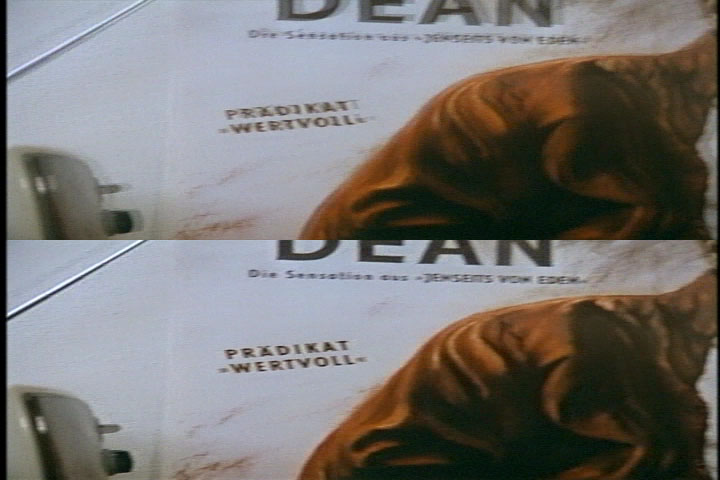 DEAN
Die Sensation aus »JENSEITS VON EDEN«
PRÄDIKAT
»WERTVOLL«
DEAN
Die Sensation aus »JENSEITS VON EDEN«
PRÄDIKAT
»WERTVOLL«